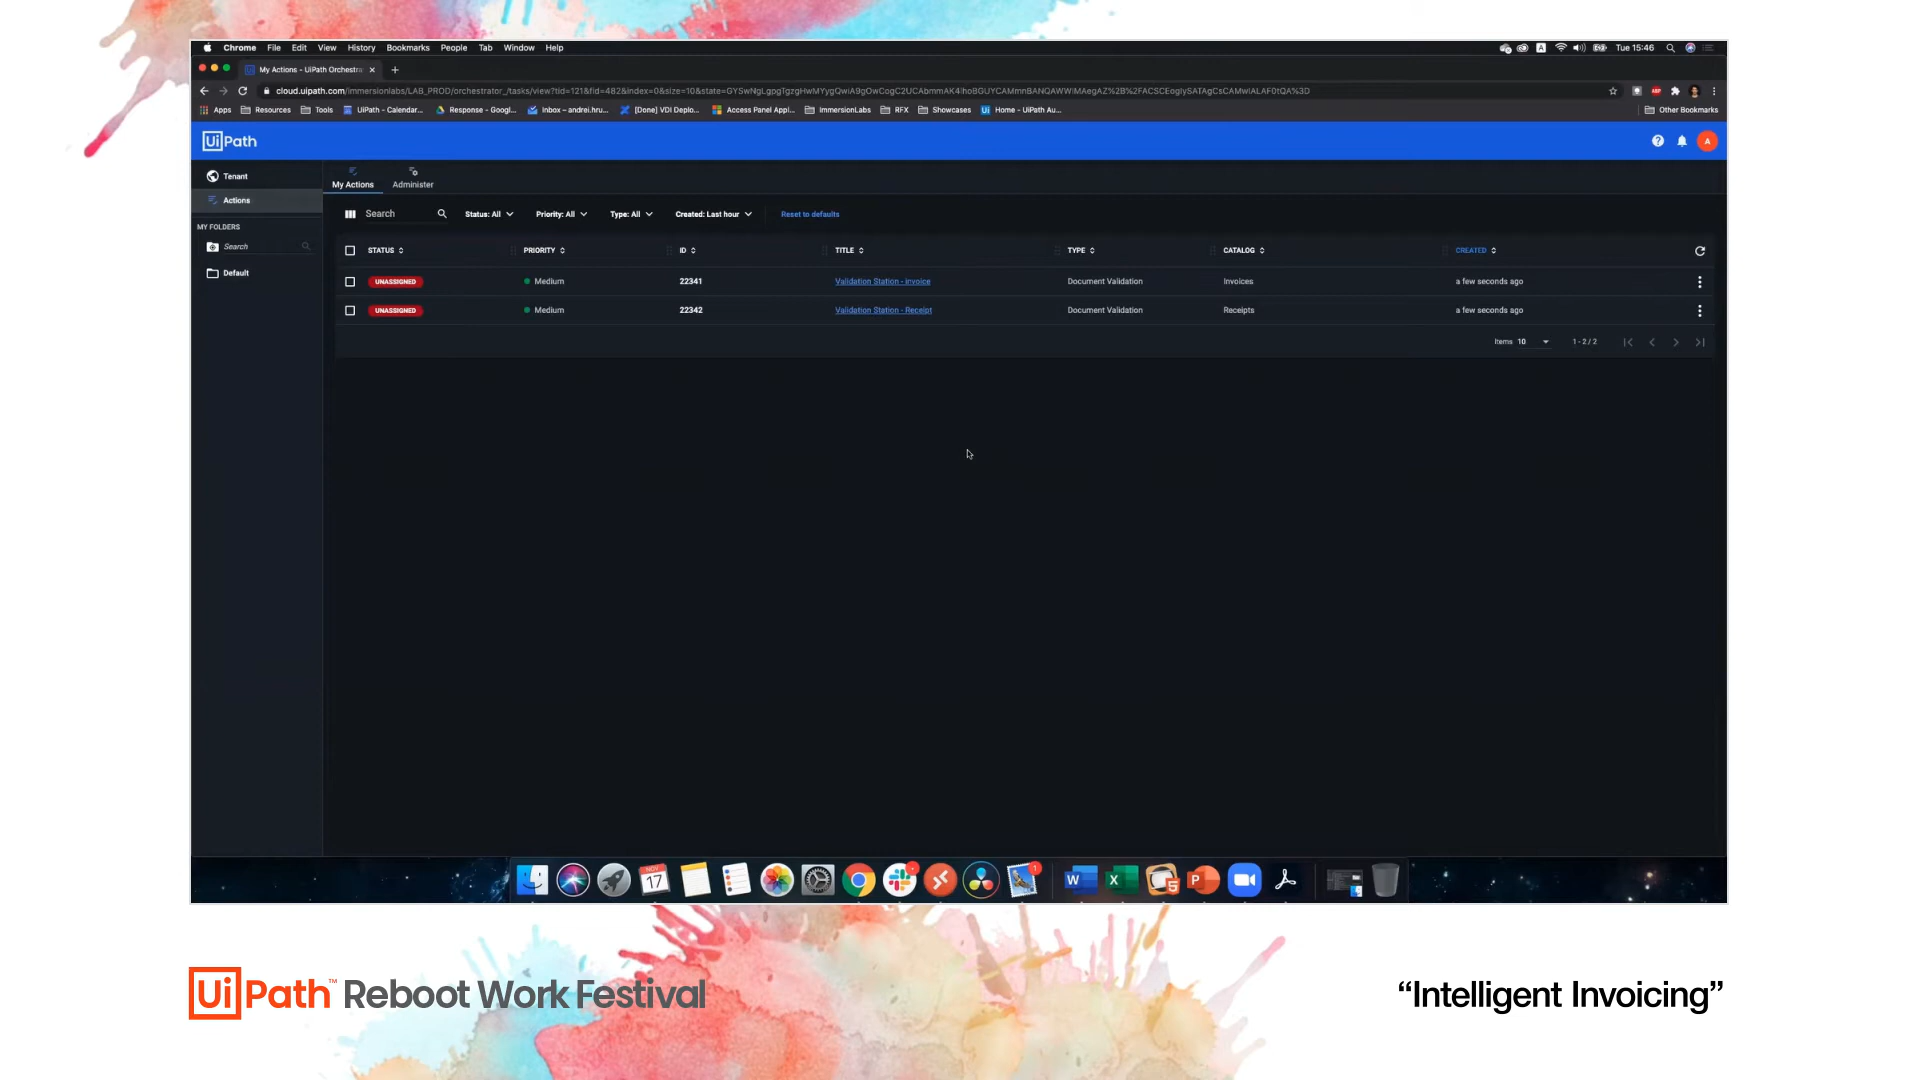 Chrome File Edit View History Bookmarks People Tab Window Help Tue 15:46
My Actions - UiPath Orchestra
Apps Resources Tools UiPath - Calendar... Response - Googl... Inbox – andrei.hru... [Done] VDI Deplo... Access Panel Appl... ImmersionLabs RFX Showcases Home - UiPath Au... Other Bookmarks
UiPath A
Tenant
Actions
MY FOLDERS
Search
Default
My Actions Administer
Search Status: All Priority: All Type: All Created: Last hour Reset to defaults
STATUS PRIORITY ID TITLE TYPE CATALOG CREATED
UNASSIGNED Medium 22341 Validation Station - Invoice Document Validation Invoices a few seconds ago
UNASSIGNED Medium 22342 Validation Station - Receipt Document Validation Receipts a few seconds ago
Items 10 1 - 2 / 2
NOV
17
UiPath™ Reboot Work Festival
“Intelligent Invoicing”